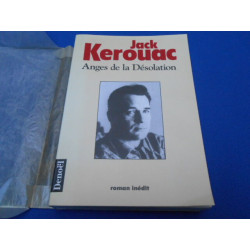 Jack
Kerouac
Anges de la Désolation
Denoël
roman inédit